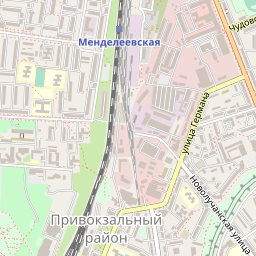 Чудово
Менделеевская
улица Германа
Новолучанская улица
Привокзальный
район